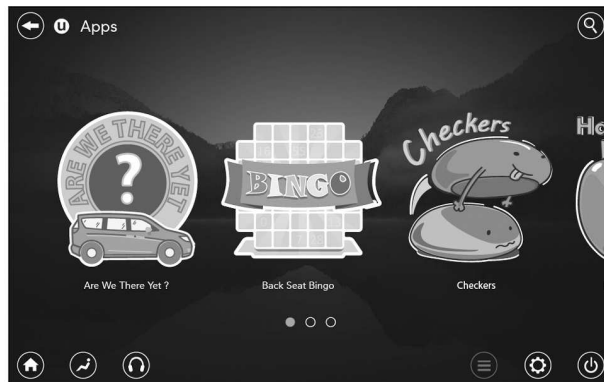 u Apps
ARE WE THERE YET
?
BINGO
Checkers
Are We There Yet ?
Back Seat Bingo
Checkers